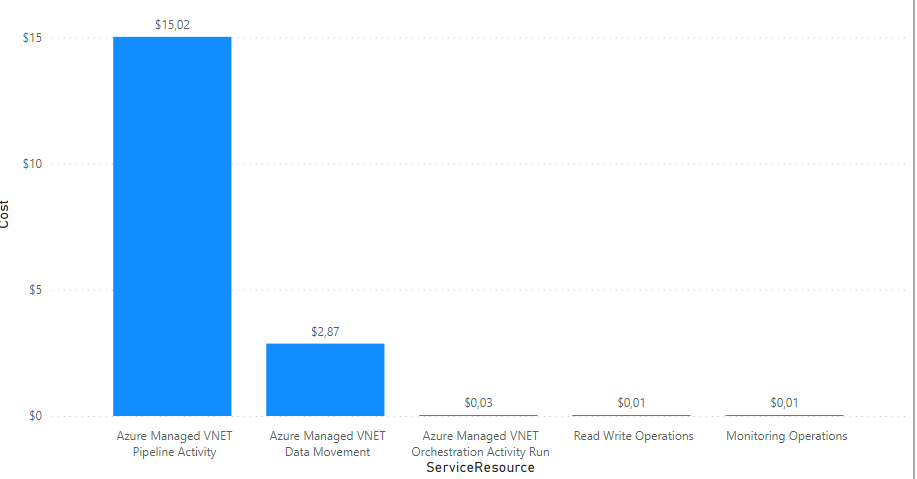 $15,02
$15
$10
Cost
$5
$2,87
$0,03
$0,01
$0,01
$0
Azure Managed VNET
Pipeline Activity
Azure Managed VNET
Data Movement
Azure Managed VNET
Orchestration Activity Run
Read Write Operations
Monitoring Operations
ServiceResource